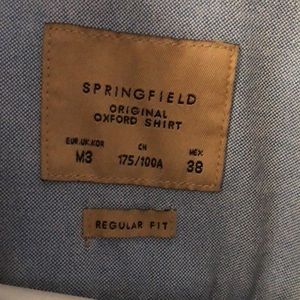 SPRINGFIELD
ORIGINAL
OXFORD SHIRT
EUR.UK.KOR CN MEX
M3 175/100A 38
REGULAR FIT